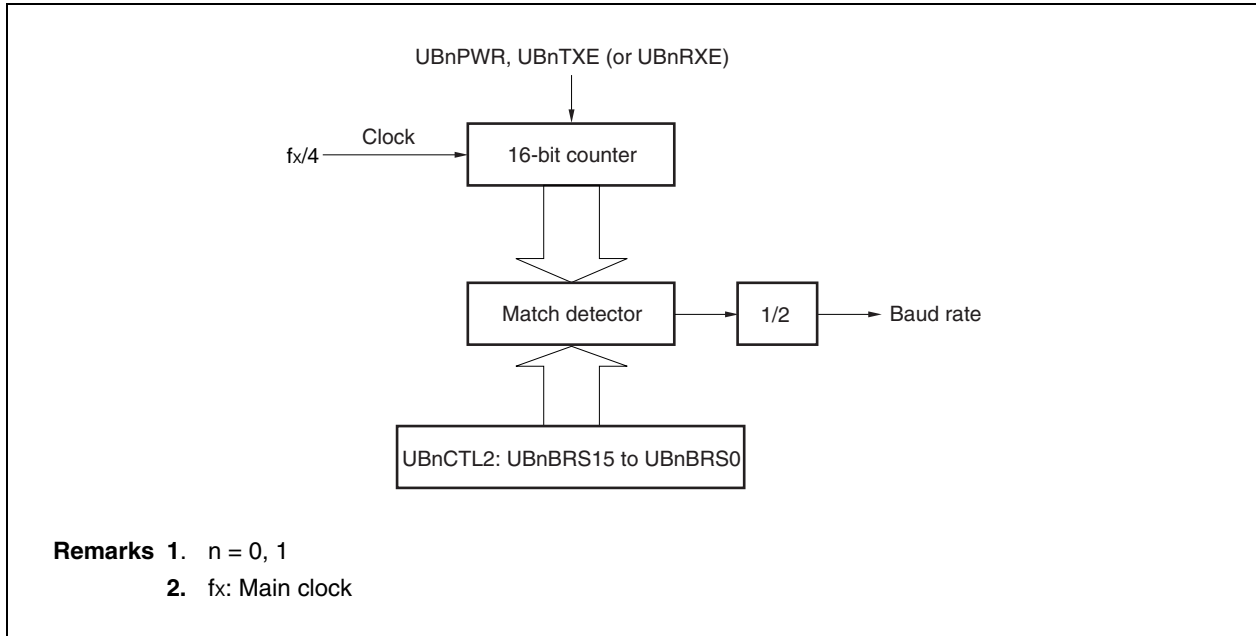 UBnPWR, UBnTXE (or UBnRXE)
Clock
fx/4
16-bit counter
Match detector
1/2
Baud rate
UBnCTL2: UBnBRS15 to UBnBRS0
Remarks 1. n = 0, 1
2. fx: Main clock